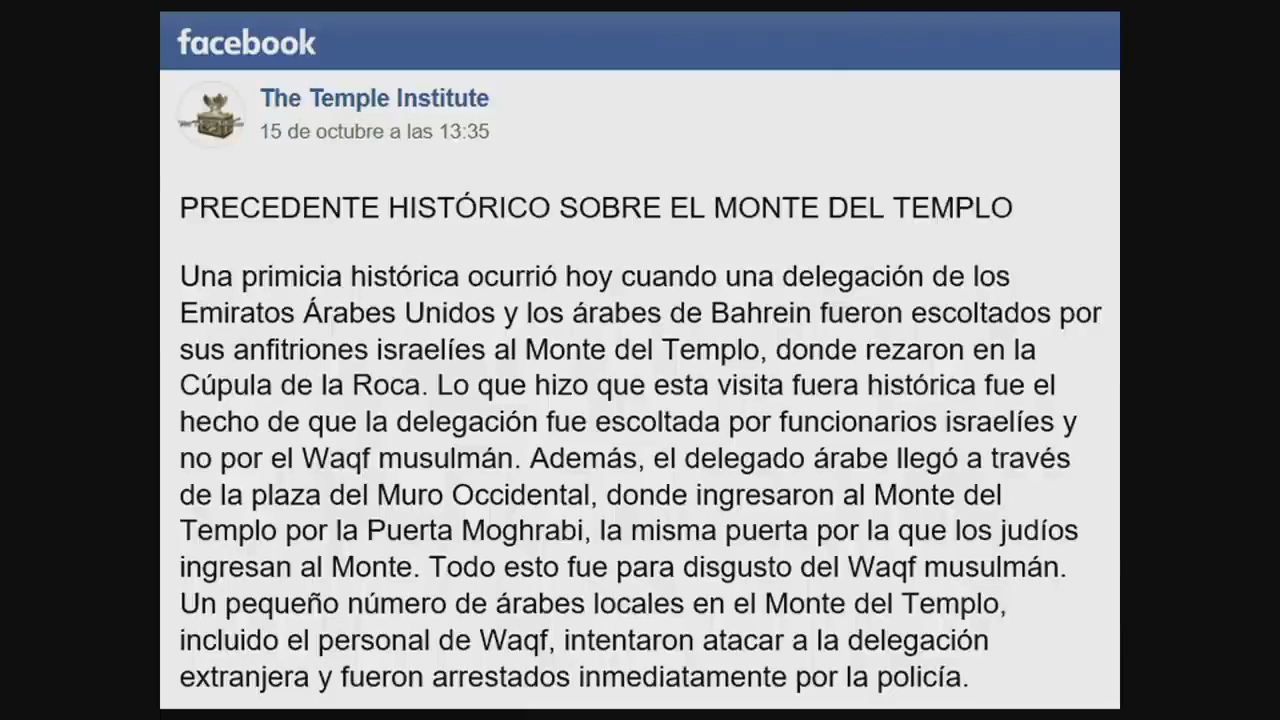 facebook
The Temple Institute
15 de octubre a las 13:35
PRECEDENTE HISTÓRICO SOBRE EL MONTE DEL TEMPLO
Una primicia histórica ocurrió hoy cuando una delegación de los
Emiratos Árabes Unidos y los árabes de Bahrein fueron escoltados por
sus anfitriones israelíes al Monte del Templo, donde rezaron en la
Cúpula de la Roca. Lo que hizo que esta visita fuera histórica fue el
hecho de que la delegación fue escoltada por funcionarios israelíes y
no por el Waqf musulmán. Además, el delegado árabe llegó a través
de la plaza del Muro Occidental, donde ingresaron al Monte del
Templo por la Puerta Moghrabi, la misma puerta por la que los judíos
ingresan al Monte. Todo esto fue para disgusto del Waqf musulmán.
Un pequeño número de árabes locales en el Monte del Templo,
incluido el personal de Waqf, intentaron atacar a la delegación
extranjera y fueron arrestados inmediatamente por la policía.